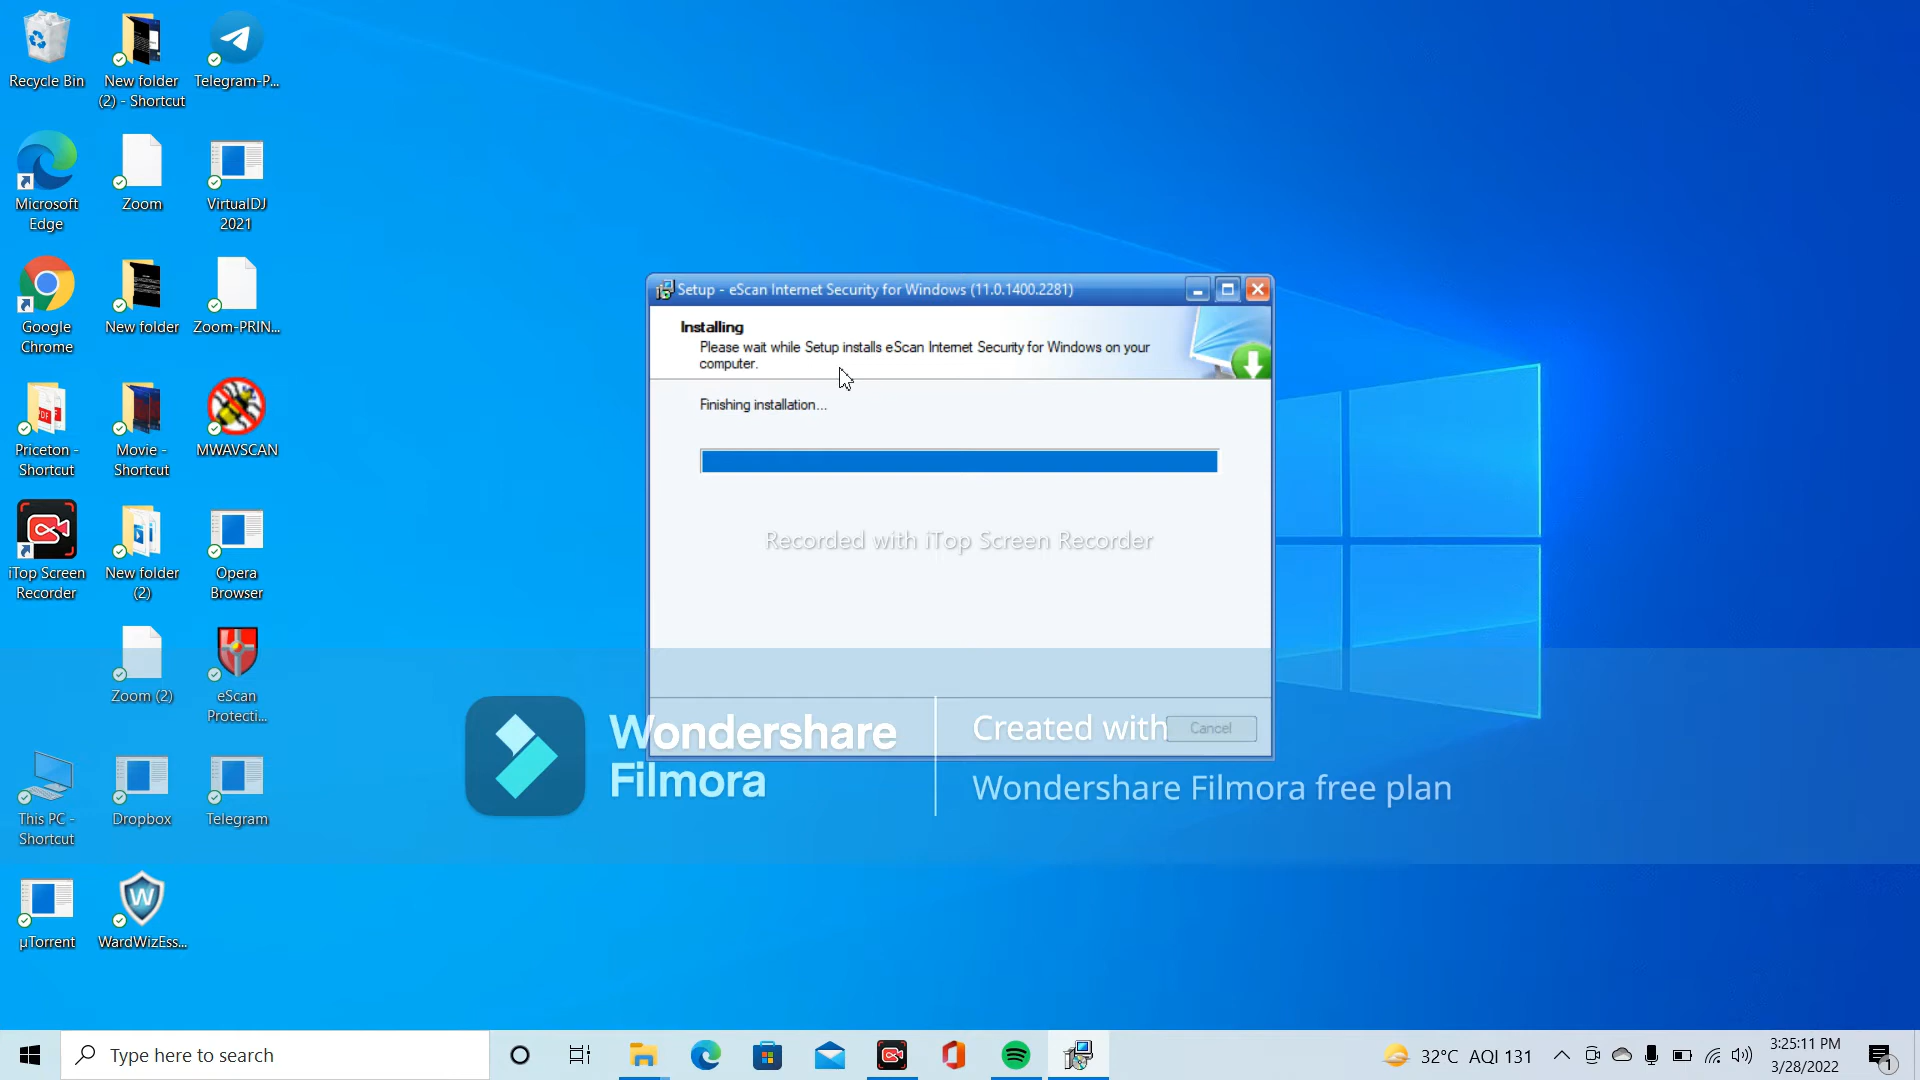 Recycle Bin
New folder
(2) - Shortcut
Telegram-P...
Microsoft
Edge
Zoom
VirtualDJ
2021
Google
Chrome
New folder
Zoom-PRIN...
Priceton -
Shortcut
Movie -
Shortcut
MWAVSCAN
iTop Screen
Recorder
New folder
(2)
Opera
Browser
Zoom (2)
eScan
Protecti...
This PC -
Shortcut
Dropbox
Telegram
µTorrent
WardWizEss...
Setup - eScan Internet Security for Windows (11.0.1400.2281)
Installing
Please wait while Setup installs eScan Internet Security for Windows on your
computer.
Finishing installation...
Recorded with iTop Screen Recorder
Cancel
Wondershare
Filmora
Created with
Wondershare Filmora free plan
Type here to search
32°C AQI 131
3:25:11 PM
3/28/2022
1